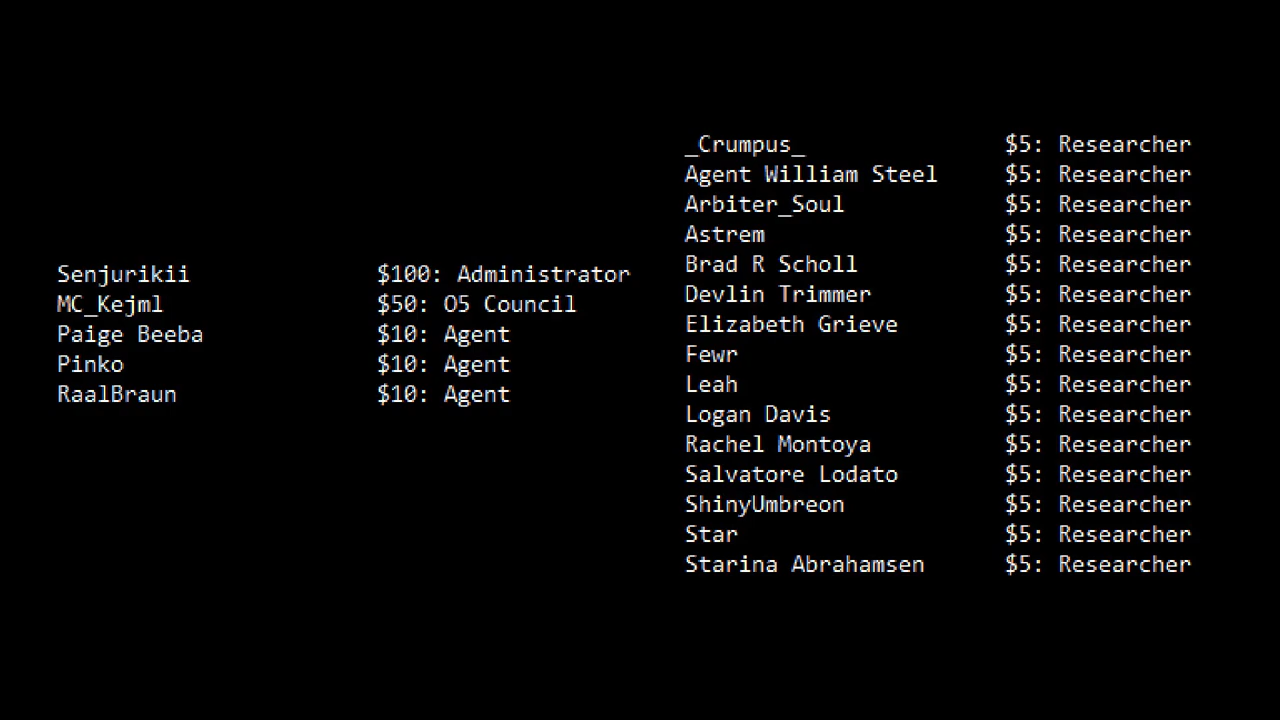 Senjurikii $100: Administrator
MC_Kejml $50: O5 Council
Paige Beeba $10: Agent
Pinko $10: Agent
RaalBraun $10: Agent
_Crumpus_ $5: Researcher
Agent William Steel $5: Researcher
Arbiter_Soul $5: Researcher
Astrem $5: Researcher
Brad R Scholl $5: Researcher
Devlin Trimmer $5: Researcher
Elizabeth Grieve $5: Researcher
Fewr $5: Researcher
Leah $5: Researcher
Logan Davis $5: Researcher
Rachel Montoya $5: Researcher
Salvatore Lodato $5: Researcher
ShinyUmbreon $5: Researcher
Star $5: Researcher
Starina Abrahamsen $5: Researcher